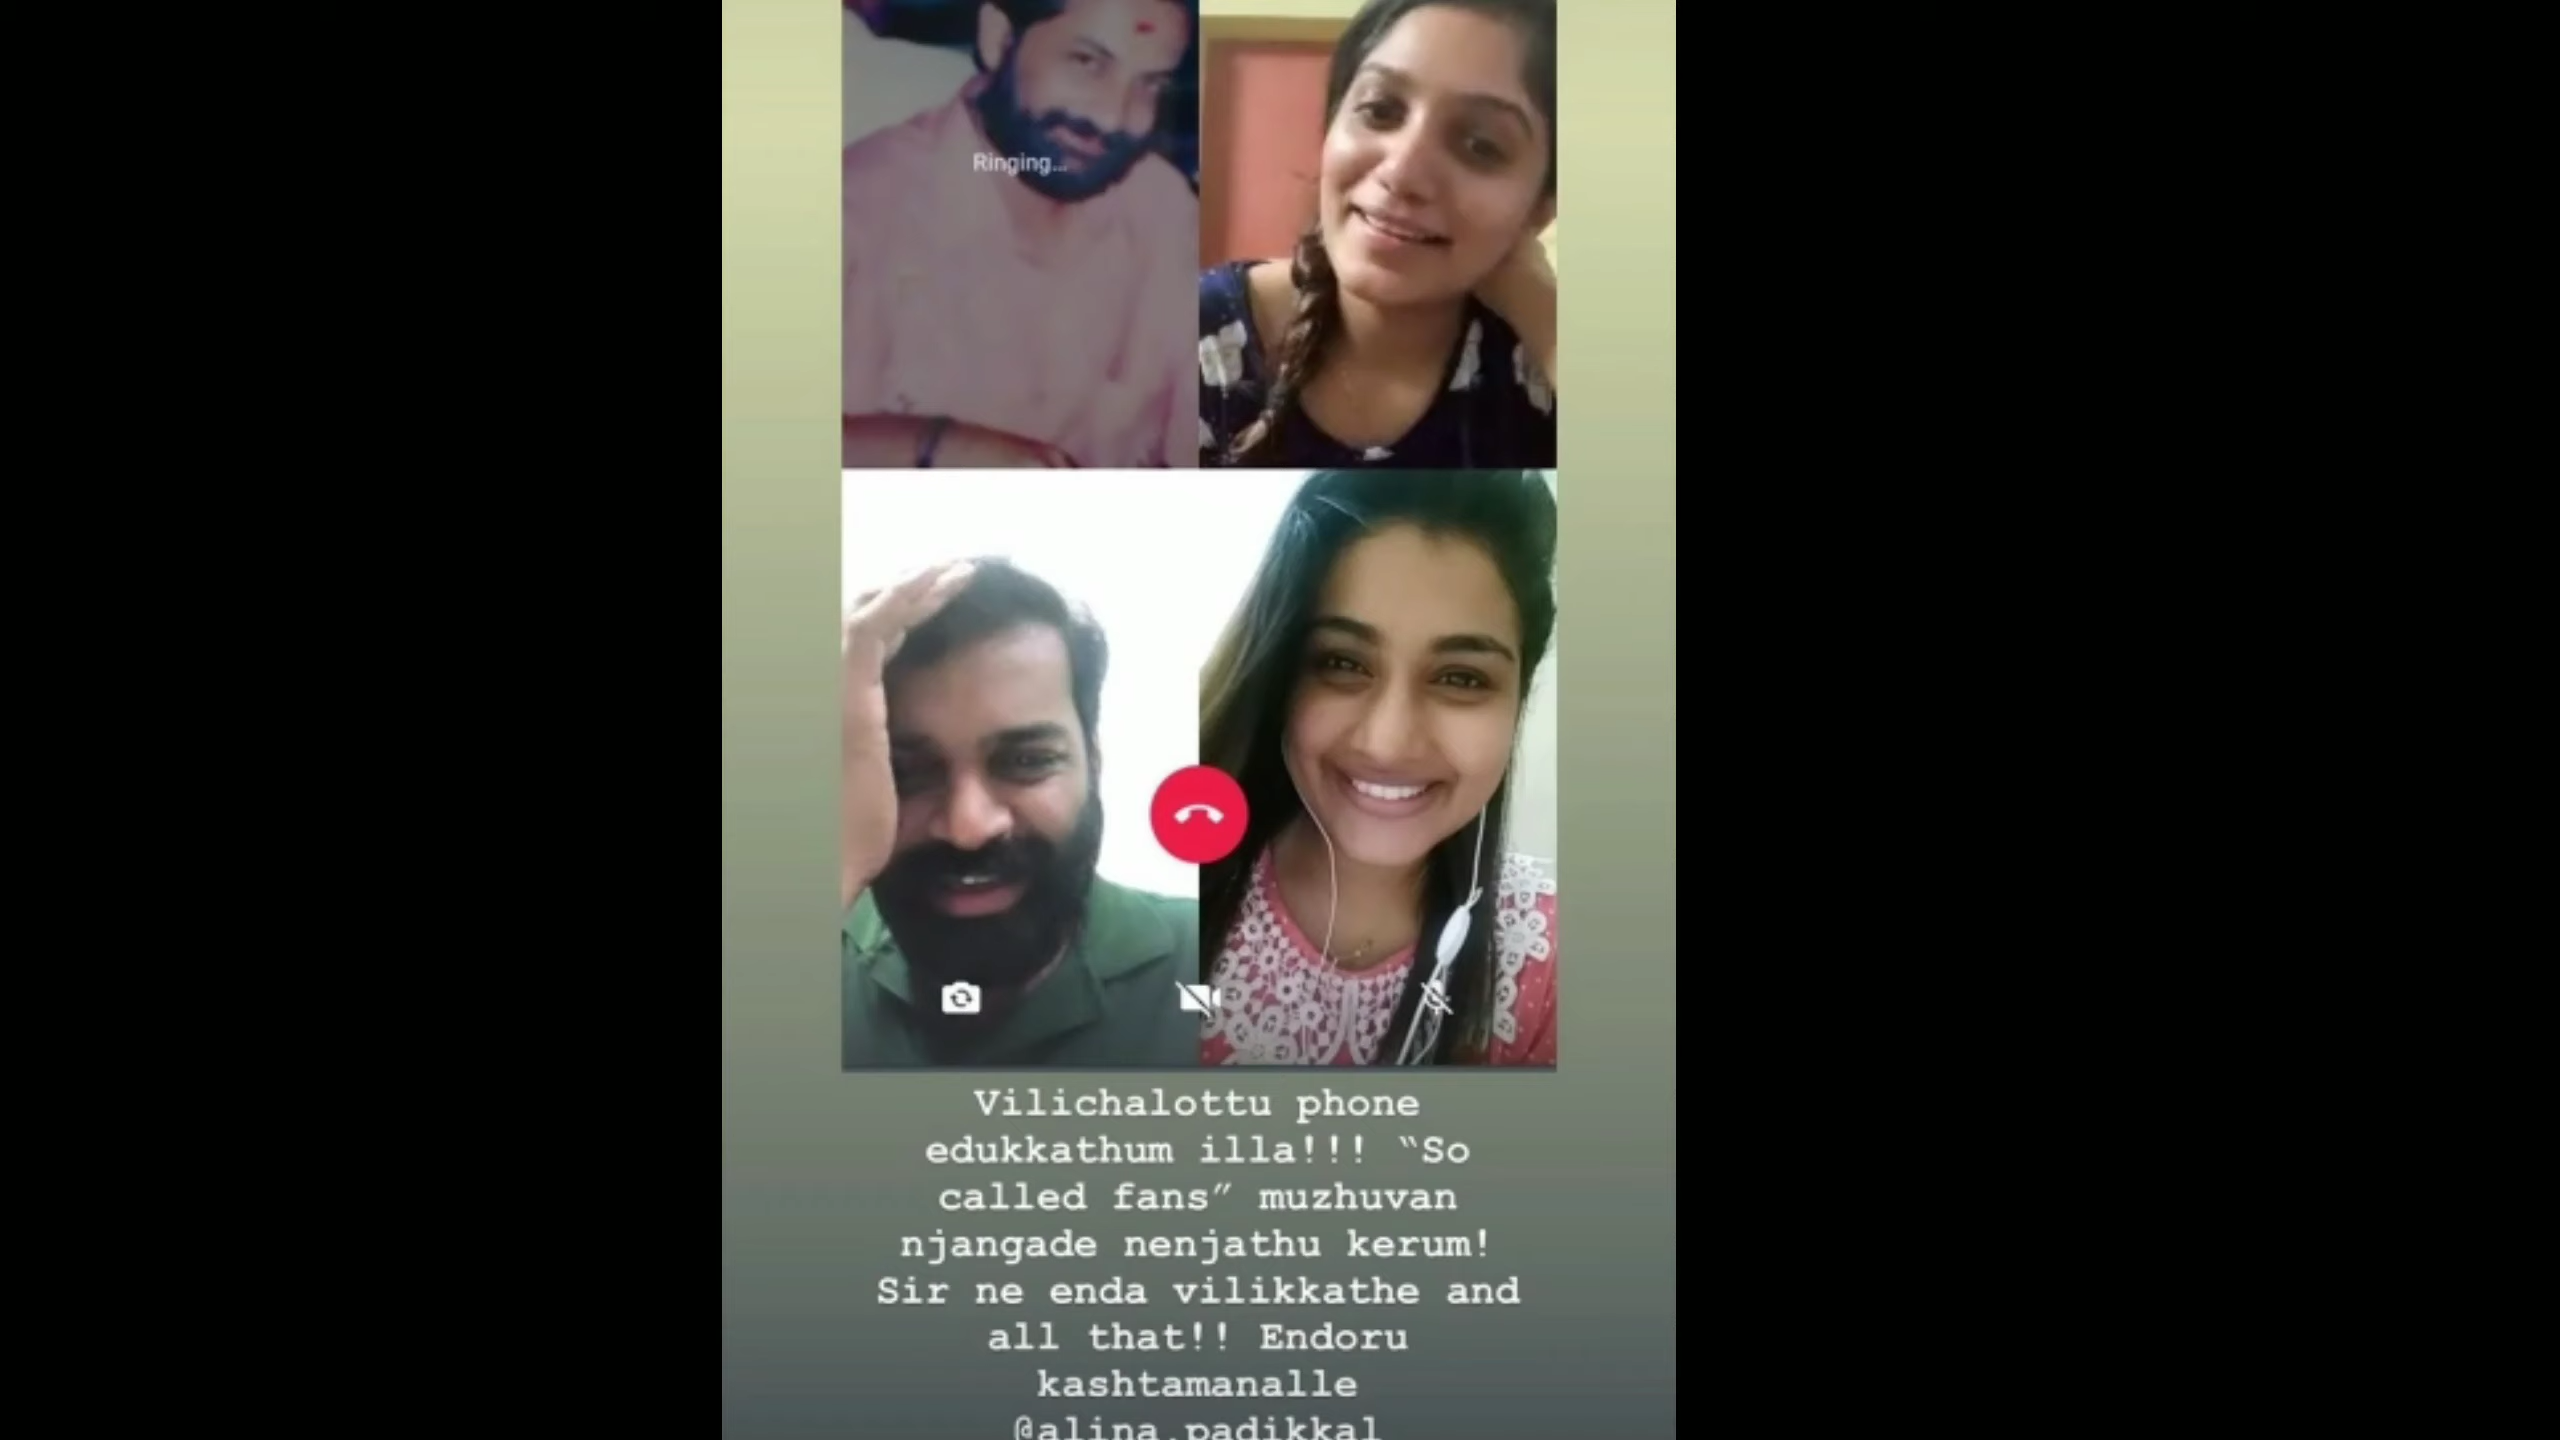 Ringing...
Vilichalottu phone
edukkathum illa!!! “So
called fans” muzhuvan
njangade nenjathu kerum!
Sir ne enda vilikkathe and
all that!! Endoru
kashtamanalle
@alina.padikkal